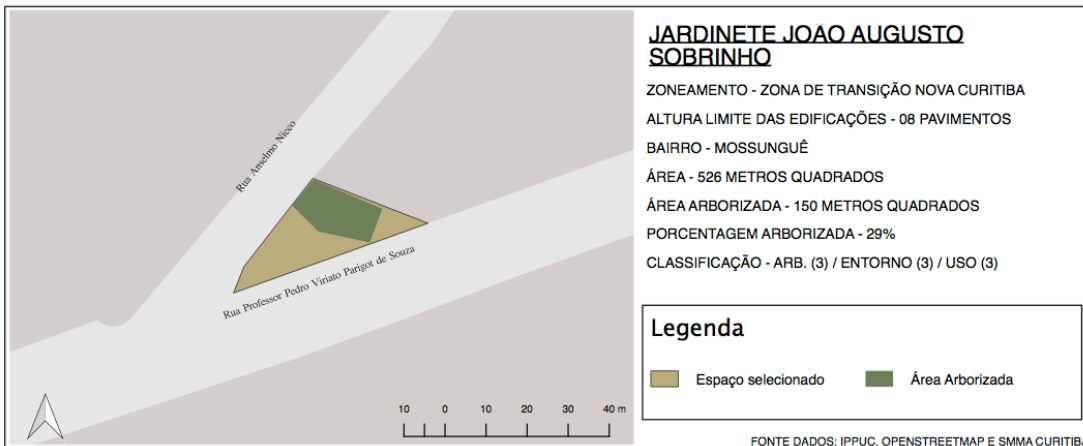 JARDINETE JOÃO AUGUSTO
SOBRINHO
ZONEAMENTO - ZONA DE TRANSIÇÃO NOVA CURITIBA
ALTURA LIMITE DAS EDIFICAÇÕES - 08 PAVIMENTOS
BAIRRO - MOSSUNGUÊ
ÁREA - 526 METROS QUADRADOS
ÁREA ARBORIZADA - 150 METROS QUADRADOS
PORCENTAGEM ARBORIZADA - 29%
CLASSIFICAÇÃO - ARB. (3) / ENTORNO (3) / USO (3)
Rua Anselmo Nicco
Rua Professor Pedro Viriato Parigot de Souza
10 0 10 20 30 40 m
Legenda
Espaço selecionado
Área Arborizada
FONTE DADOS: IPPUC, OPENSTREETMAP E SMMA CURITIBA